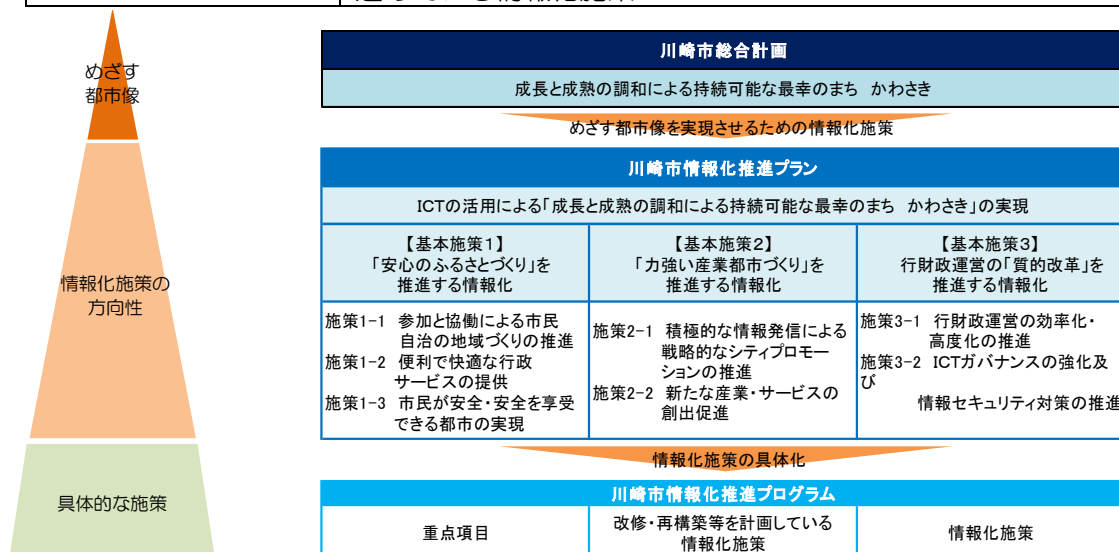 めざす
都市像
川崎市総合計画
成長と成熟の調和による持続可能な最幸のまち　かわさき
めざす都市像を実現させるための情報化施策
川崎市情報化推進プラン
ICTの活用による「成長と成熟の調和による持続可能な最幸のまち　かわさき」の実現
情報化施策の
方向性
【基本施策１】
「安心のふるさとづくり」を
推進する情報化
【基本施策２】
「力強い産業都市づくり」を
推進する情報化
【基本施策３】
行財政運営の「質的改革」を
推進する情報化
施策1-1　参加と協働による市民
自治の地域づくりの推進
施策1-2　便利で快適な行政
サービスの提供
施策1-3　市民が安全・安全を享受
できる都市の実現
施策2-1　積極的な情報発信による
戦略的なシティプロモー
ションの推進
施策2-2　新たな産業・サービスの
創出促進
施策3-1　行財政運営の効率化・
高度化の推進
施策3-2　ICTガバナンスの強化及
び
情報セキュリティ対策の推進
情報化施策の具体化
具体的な施策
川崎市情報化推進プログラム
重点項目
改修・再構築等を計画している
情報化施策
情報化施策